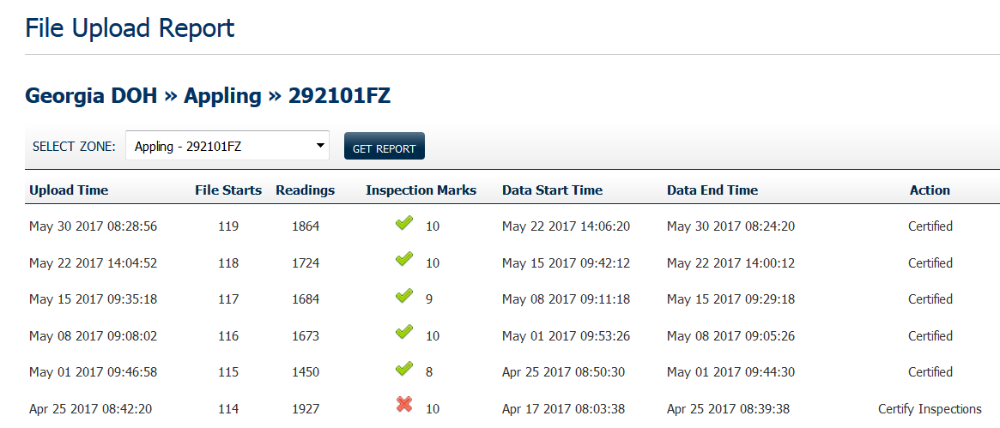 File Upload Report
Georgia DOH » Appling » 292101FZ
SELECT ZONE: Appling - 292101FZ GET REPORT
Upload Time File Starts Readings Inspection Marks Data Start Time Data End Time Action
May 30 2017 08:28:56 119 1864 10 May 22 2017 14:06:20 May 30 2017 08:24:20 Certified
May 22 2017 14:04:52 118 1724 10 May 15 2017 09:42:12 May 22 2017 14:00:12 Certified
May 15 2017 09:35:18 117 1684 9 May 08 2017 09:11:18 May 15 2017 09:29:18 Certified
May 08 2017 09:08:02 116 1673 10 May 01 2017 09:53:26 May 08 2017 09:05:26 Certified
May 01 2017 09:46:58 115 1450 8 Apr 25 2017 08:50:30 May 01 2017 09:44:30 Certified
Apr 25 2017 08:42:20 114 1927 10 Apr 17 2017 08:03:38 Apr 25 2017 08:39:38 Certify Inspections